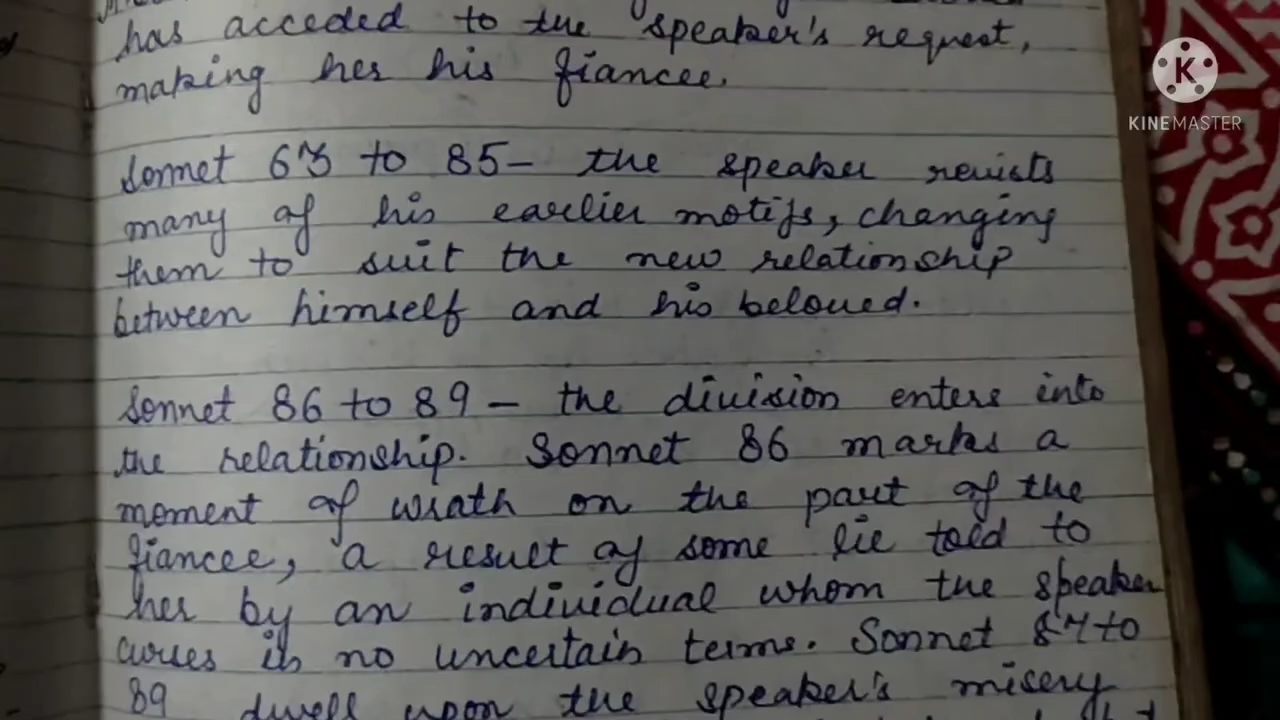 has acceded to the speaker's request,
making her his fiancee.
Sonnet 63 to 85- the speaker revists
many of his earlier motifs, changing
them to suit the new relationship
between himself and his beloved.
Sonnet 86 to 89 - the division enters into
the relationship. Sonnet 86 marks a
moment of wrath on the part of the
fiancee, a result of some lie told to
her by an individual whom the speaker
curses in no uncertain terms. Sonnet 87 to
89 dwell upon the speaker's misery
K
KINEMASTER